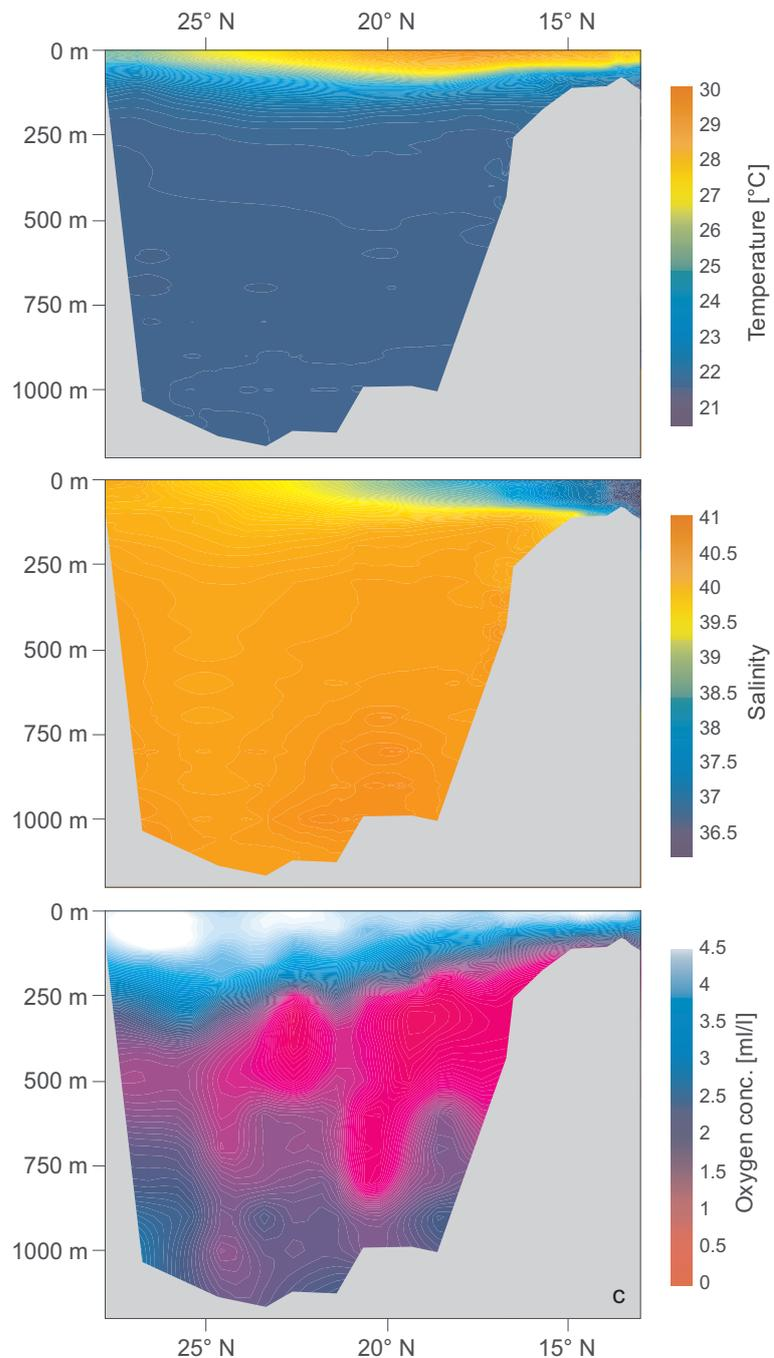 25° N 20° N 15° N
0 m
250 m
500 m
750 m
1000 m
30
29
28
27
26
25
24
23
22
21
Temperature [°C]
0 m
250 m
500 m
750 m
1000 m
41
40.5
40
39.5
39
38.5
38
37.5
37
36.5
Salinity
0 m
250 m
500 m
750 m
1000 m
4.5
4
3.5
3
2.5
2
1.5
1
0.5
0
Oxygen conc. [ml/l]
c
25° N 20° N 15° N